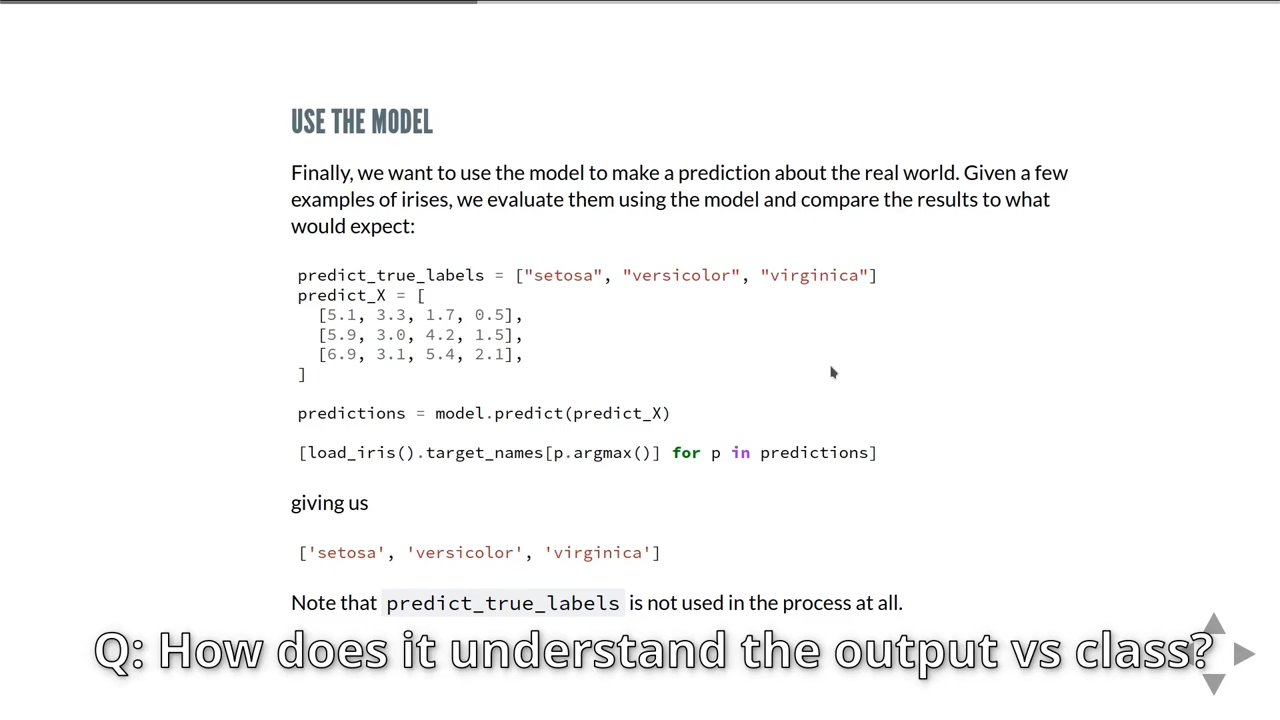 USE THE MODEL
Finally, we want to use the model to make a prediction about the real world. Given a few
examples of irises, we evaluate them using the model and compare the results to what
would expect:
predict_true_labels = ["setosa", "versicolor", "virginica"]
predict_X = [
  [5.1, 3.3, 1.7, 0.5],
  [5.9, 3.0, 4.2, 1.5],
  [6.9, 3.1, 5.4, 2.1],
]
predictions = model.predict(predict_X)
[load_iris().target_names[p.argmax()] for p in predictions]
giving us
['setosa', 'versicolor', 'virginica']
Note that predict_true_labels is not used in the process at all.
Q: How does it understand the output vs class?